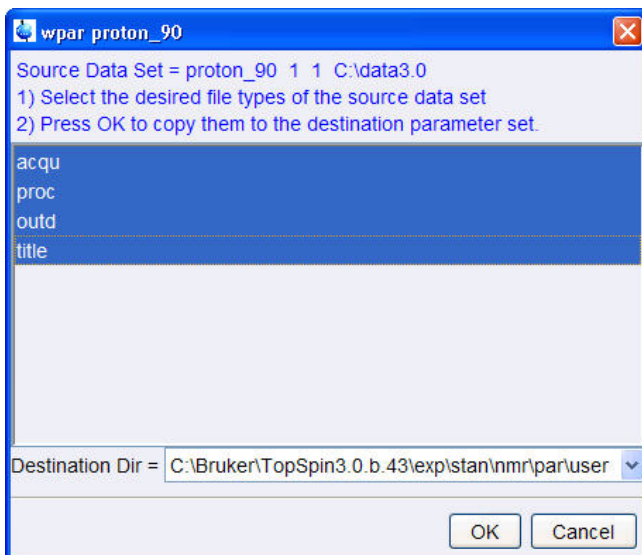 wpar proton_90
Source Data Set = proton_90 1 1 C:\data3.0
1) Select the desired file types of the source data set
2) Press OK to copy them to the destination parameter set.
acqu
proc
outd
title
Destination Dir = C:\Bruker\TopSpin3.0.b.43\exp\stan\nmr\par\user
OK Cancel